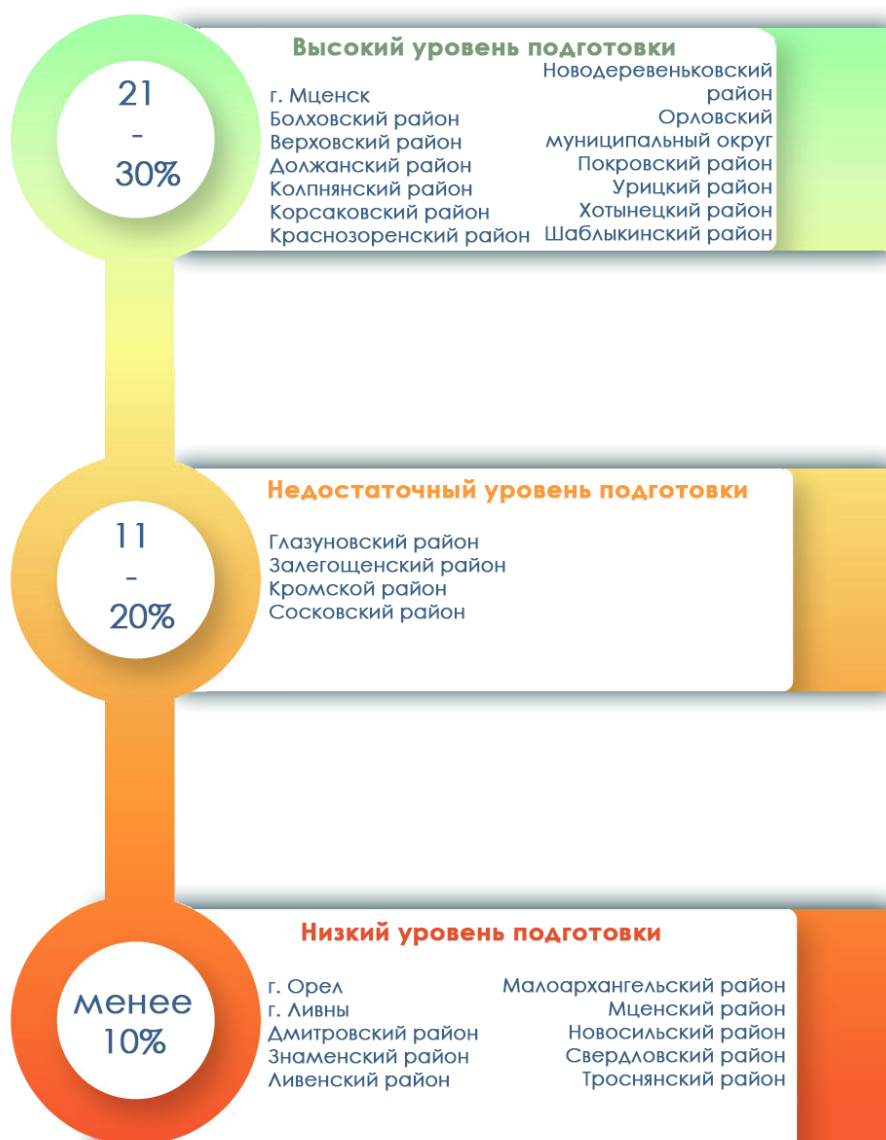 21
-
30%
Высокий уровень подготовки
г. Мценск
Болховский район
Верховский район
Должанский район
Колпнянский район
Корсаковский район
Краснозоренский район
Новодеревеньковский
район
Орловский
муниципальный округ
Покровский район
Урицкий район
Хотынецкий район
Шаблыкинский район
11
-
20%
Недостаточный уровень подготовки
Глазуновский район
Залегощенский район
Кромской район
Сосковский район
менее
10%
Низкий уровень подготовки
г. Орел
г. Ливны
Дмитровский район
Знаменский район
Ливенский район
Малоархангельский район
Мценский район
Новосильский район
Свердловский район
Троснянский район